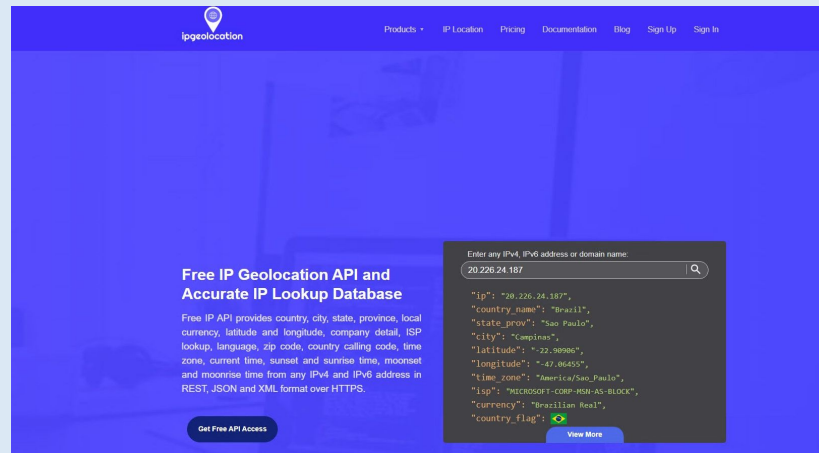 ipgeolocation
Products
IP Location
Pricing
Documentation
Blog
Sign Up
Sign In
Free IP Geolocation API and
Accurate IP Lookup Database
Free IP API provides country, city, state, province, local
currency, latitude and longitude, company detail, ISP
lookup, language, zip code, country calling code, time
zone, current time, sunset and sunrise time, moonset
and moonrise time from any IPv4 and IPv6 address in
REST, JSON and XML format over HTTPS.
Get Free API Access
Enter any IPv4, IPv6 address or domain name:
20.226.24.187
"ip": "20.226.24.187",
"country_name": "Brazil",
"state_prov": "Sao Paulo",
"city": "Campinas",
"latitude": "-22.90906",
"longitude": "-47.06455",
"time_zone": "America/Sao_Paulo",
"isp": "MICROSOFT-CORP-MSN-AS-BLOCK",
"currency": "Brazilian Real",
"country_flag":
View More